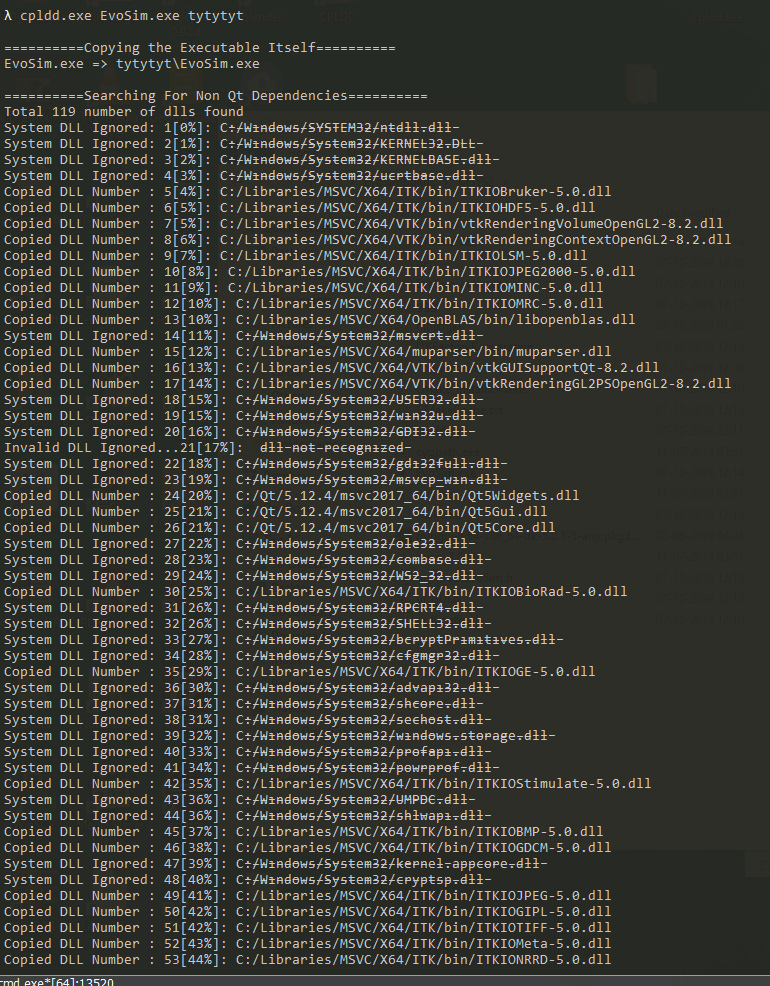 λ cpldd.exe EvoSim.exe tytytyt
==========Copying the Executable Itself==========
EvoSim.exe => tytytyt\EvoSim.exe
==========Searching For Non Qt Dependencies==========
Total 119 number of dlls found
System DLL Ignored: 1[0%]: C:/Windows/SYSTEM32/ntdll.dll
System DLL Ignored: 2[1%]: C:/Windows/System32/KERNEL32.DLL
System DLL Ignored: 3[2%]: C:/Windows/System32/KERNELBASE.dll
System DLL Ignored: 4[3%]: C:/Windows/System32/ucrtbase.dll
Copied DLL Number : 5[4%]: C:/Libraries/MSVC/X64/ITK/bin/ITKIOBruker-5.0.dll
Copied DLL Number : 6[5%]: C:/Libraries/MSVC/X64/ITK/bin/ITKIOHDF5-5.0.dll
Copied DLL Number : 7[5%]: C:/Libraries/MSVC/X64/VTK/bin/vtkRenderingVolumeOpenGL2-8.2.dll
Copied DLL Number : 8[6%]: C:/Libraries/MSVC/X64/VTK/bin/vtkRenderingContextOpenGL2-8.2.dll
Copied DLL Number : 9[7%]: C:/Libraries/MSVC/X64/ITK/bin/ITKIOLSM-5.0.dll
Copied DLL Number : 10[8%]: C:/Libraries/MSVC/X64/ITK/bin/ITKIOJPEG2000-5.0.dll
Copied DLL Number : 11[9%]: C:/Libraries/MSVC/X64/ITK/bin/ITKIOMINC-5.0.dll
Copied DLL Number : 12[10%]: C:/Libraries/MSVC/X64/ITK/bin/ITKIOMRC-5.0.dll
Copied DLL Number : 13[10%]: C:/Libraries/MSVC/X64/OpenBLAS/bin/libopenblas.dll
System DLL Ignored: 14[11%]: C:/Windows/System32/msvcrt.dll
Copied DLL Number : 15[12%]: C:/Libraries/MSVC/X64/muparser/bin/muparser.dll
Copied DLL Number : 16[13%]: C:/Libraries/MSVC/X64/VTK/bin/vtkGUISupportQt-8.2.dll
Copied DLL Number : 17[14%]: C:/Libraries/MSVC/X64/VTK/bin/vtkRenderingGL2PSOpenGL2-8.2.dll
System DLL Ignored: 18[15%]: C:/Windows/System32/USER32.dll
System DLL Ignored: 19[15%]: C:/Windows/System32/win32u.dll
System DLL Ignored: 20[16%]: C:/Windows/System32/GDI32.dll
Invalid DLL Ignored...21[17%]: dll not recognized
System DLL Ignored: 22[18%]: C:/Windows/System32/gdi32full.dll
System DLL Ignored: 23[19%]: C:/Windows/System32/msvcp_win.dll
Copied DLL Number : 24[20%]: C:/Qt/5.12.4/msvc2017_64/bin/Qt5Widgets.dll
Copied DLL Number : 25[21%]: C:/Qt/5.12.4/msvc2017_64/bin/Qt5Gui.dll
Copied DLL Number : 26[21%]: C:/Qt/5.12.4/msvc2017_64/bin/Qt5Core.dll
System DLL Ignored: 27[22%]: C:/Windows/System32/ole32.dll
System DLL Ignored: 28[23%]: C:/Windows/System32/combase.dll
System DLL Ignored: 29[24%]: C:/Windows/System32/WS2_32.dll
Copied DLL Number : 30[25%]: C:/Libraries/MSVC/X64/ITK/bin/ITKIOBioRad-5.0.dll
System DLL Ignored: 31[26%]: C:/Windows/System32/RPCRT4.dll
System DLL Ignored: 32[26%]: C:/Windows/System32/SHELL32.dll
System DLL Ignored: 33[27%]: C:/Windows/System32/bcryptPrimitives.dll
System DLL Ignored: 34[28%]: C:/Windows/System32/cfgmgr32.dll
Copied DLL Number : 35[29%]: C:/Libraries/MSVC/X64/ITK/bin/ITKIOGE-5.0.dll
System DLL Ignored: 36[30%]: C:/Windows/System32/advapi32.dll
System DLL Ignored: 37[31%]: C:/Windows/System32/shcore.dll
System DLL Ignored: 38[31%]: C:/Windows/System32/sechost.dll
System DLL Ignored: 39[32%]: C:/Windows/System32/windows.storage.dll
System DLL Ignored: 40[33%]: C:/Windows/System32/profapi.dll
System DLL Ignored: 41[34%]: C:/Windows/System32/powrprof.dll
Copied DLL Number : 42[35%]: C:/Libraries/MSVC/X64/ITK/bin/ITKIOStimulate-5.0.dll
System DLL Ignored: 43[36%]: C:/Windows/System32/UMPDC.dll
System DLL Ignored: 44[36%]: C:/Windows/System32/shlwapi.dll
Copied DLL Number : 45[37%]: C:/Libraries/MSVC/X64/ITK/bin/ITKIOBMP-5.0.dll
Copied DLL Number : 46[38%]: C:/Libraries/MSVC/X64/ITK/bin/ITKIOGDCM-5.0.dll
System DLL Ignored: 47[39%]: C:/Windows/System32/kernel.appcore.dll
System DLL Ignored: 48[40%]: C:/Windows/System32/cryptsp.dll
Copied DLL Number : 49[41%]: C:/Libraries/MSVC/X64/ITK/bin/ITKIOJPEG-5.0.dll
Copied DLL Number : 50[42%]: C:/Libraries/MSVC/X64/ITK/bin/ITKIOGIPL-5.0.dll
Copied DLL Number : 51[42%]: C:/Libraries/MSVC/X64/ITK/bin/ITKIOTIFF-5.0.dll
Copied DLL Number : 52[43%]: C:/Libraries/MSVC/X64/ITK/bin/ITKIOMeta-5.0.dll
Copied DLL Number : 53[44%]: C:/Libraries/MSVC/X64/ITK/bin/ITKIONRRD-5.0.dll
cmd.exe*[64]:13520